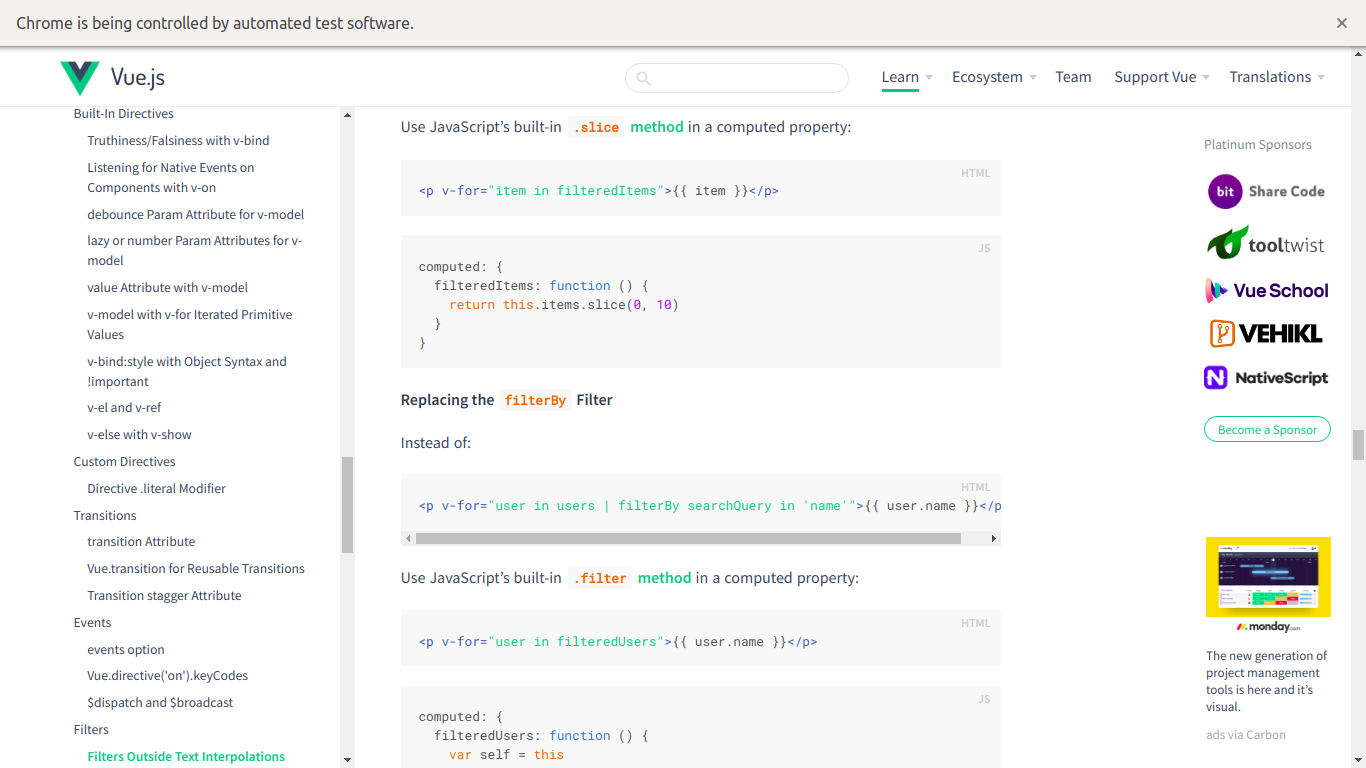 Chrome is being controlled by automated test software.
Vue.js
Learn
Ecosystem
Team
Support Vue
Translations
Built-In Directives
Truthiness/Falsiness with v-bind
Listening for Native Events on
Components with v-on
debounce Param Attribute for v-model
lazy or number Param Attributes for v-
model
value Attribute with v-model
v-model with v-for Iterated Primitive
Values
v-bind:style with Object Syntax and
!important
v-el and v-ref
v-else with v-show
Custom Directives
Directive .literal Modifier
Transitions
transition Attribute
Vue.transition for Reusable Transitions
Transition stagger Attribute
Events
events option
Vue.directive('on').keyCodes
$dispatch and $broadcast
Filters
Filters Outside Text Interpolations
Use JavaScript’s built-in .slice method in a computed property:
HTML
<p v-for="item in filteredItems">{{ item }}</p>
JS
computed: {
filteredItems: function () {
return this.items.slice(0, 10)
}
}
Replacing the filterBy Filter
Instead of:
HTML
<p v-for="user in users | filterBy searchQuery in 'name'">{{ user.name }}</p
Use JavaScript’s built-in .filter method in a computed property:
HTML
<p v-for="user in filteredUsers">{{ user.name }}</p>
JS
computed: {
filteredUsers: function () {
var self = this
Platinum Sponsors
bit Share Code
tooltwist
Vue School
VEHIKL
NativeScript
Become a Sponsor
monday.com
The new generation of
project management
tools is here and it’s
visual.
ads via Carbon